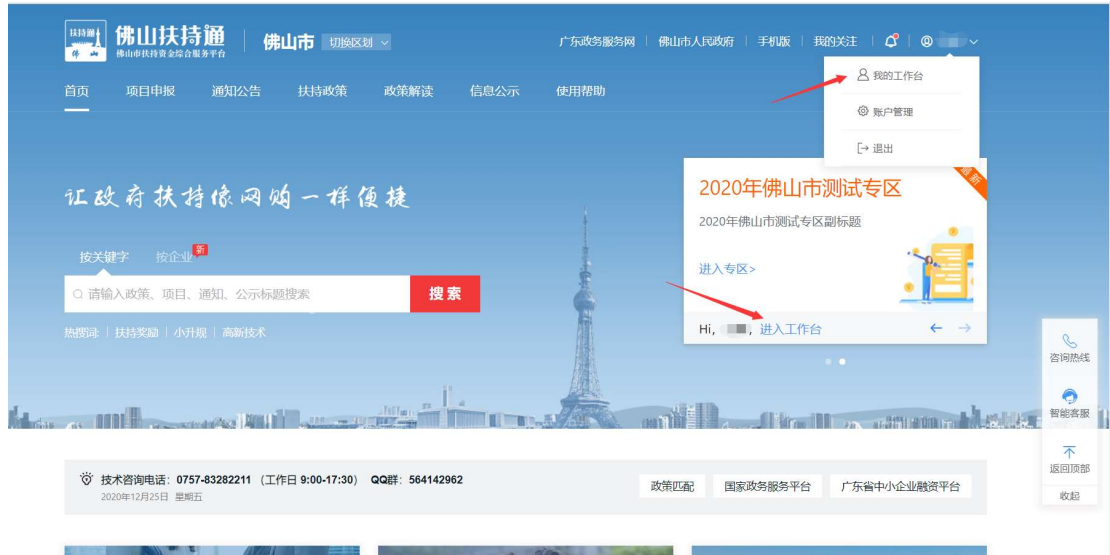 扶持通
佛山
佛山扶持通
佛山市扶持资金综合服务平台
佛山市 切换区划
广东政务服务网 佛山市人民政府 手机版 我的关注
首页 项目申报 通知公告 扶持政策 政策解读 信息公示 使用帮助
我的工作台
账户管理
退出
让政府扶持像网购一样便捷
按关键字 按企业 新
请输入政策、项目、通知、公示标题搜索 搜索
热搜词 扶持奖励 小升规 高新技术
最新
2020年佛山市测试专区
2020年佛山市测试专区副标题
进入专区>
Hi, , 进入工作台
咨询热线
智能客服
返回顶部
收起
技术咨询电话：0757-83282211 （工作日 9:00-17:30） QQ群：564142962
2020年12月25日 星期五
政策匹配 国家政务服务平台 广东省中小企业融资平台